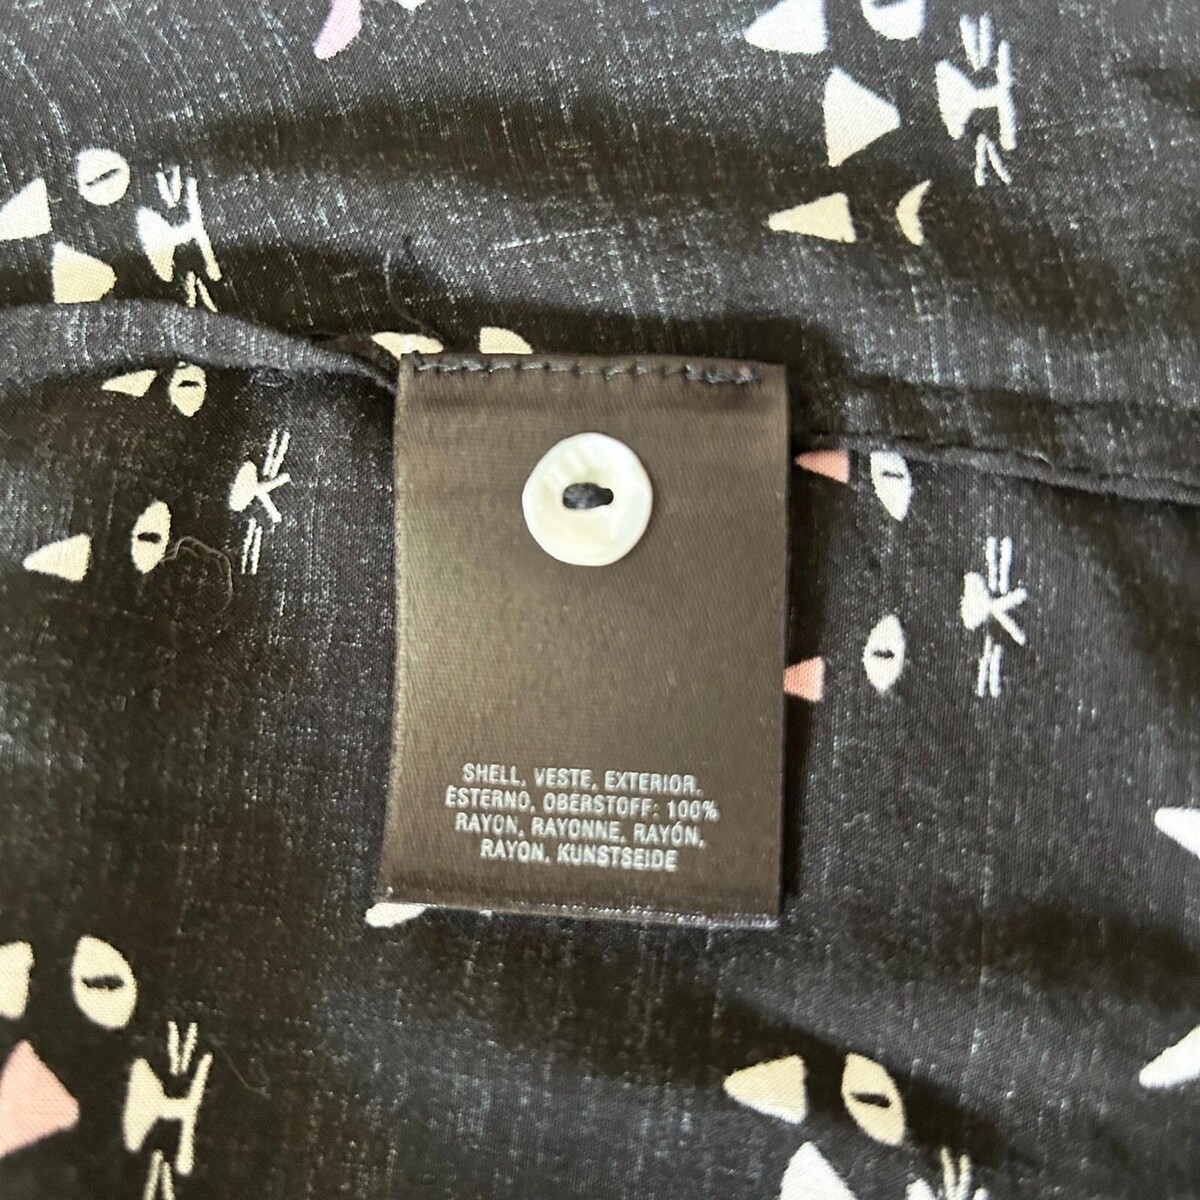 SHELL, VESTE, EXTERIOR,
ESTERNO, OBERSTOFF: 100%
RAYON, RAYONNE, RAYÓN,
RAYON, KUNSTSEIDE